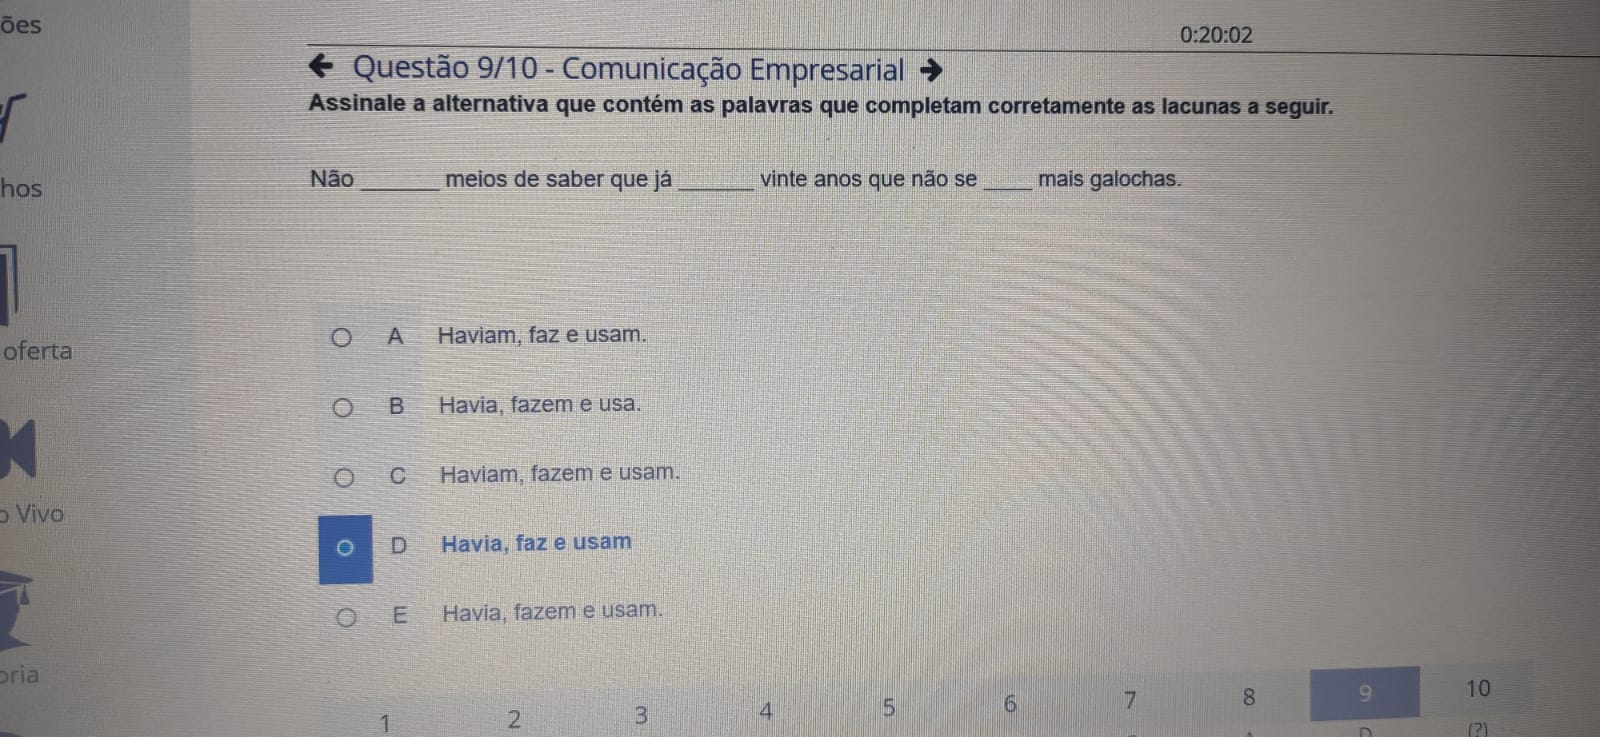 0:20:02
ões
← Questão 9/10 - Comunicação Empresarial →
Assinale a alternativa que contém as palavras que completam corretamente as lacunas a seguir.
Não _______ meios de saber que já _______ vinte anos que não se ____ mais galochas.
hos
A Haviam, faz e usam.
oferta
B Havia, fazem e usa.
C Haviam, fazem e usam.
o Vivo
D Havia, faz e usam
E Havia, fazem e usam.
oria
1 2 3 4 5 6 7 8 9 10
D (?)